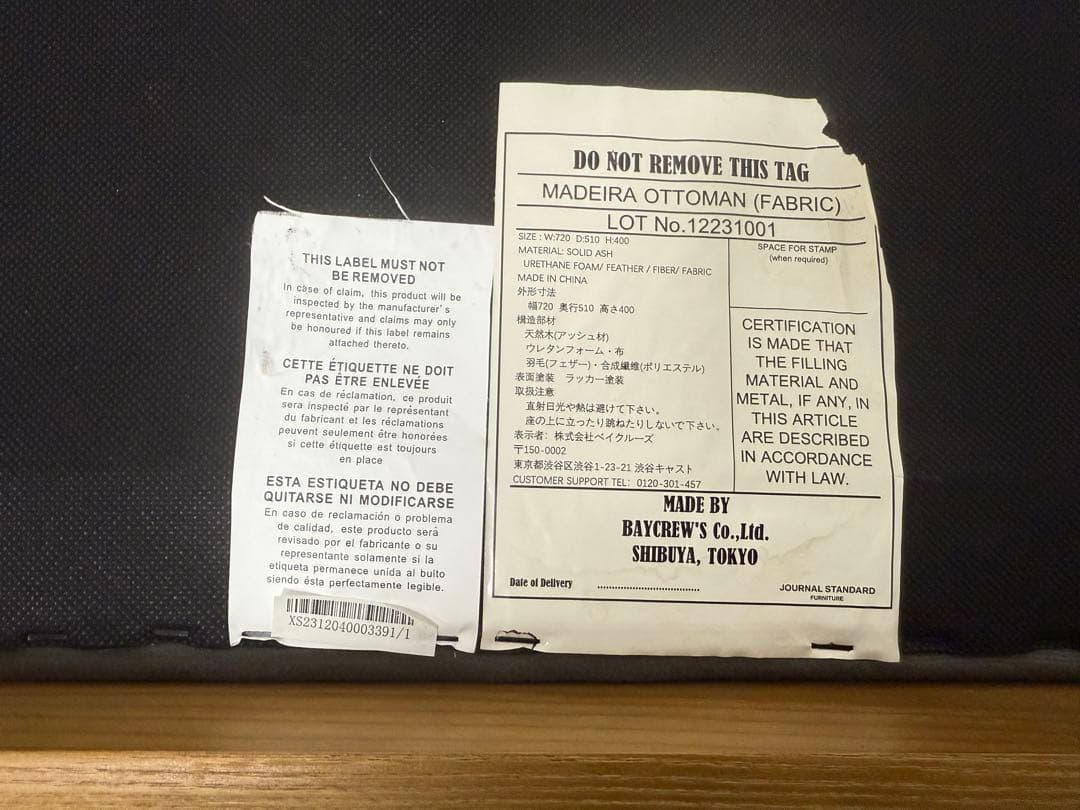 THIS LABEL MUST NOT
BE REMOVED
In case of claim, this product will be
inspected by the manufacturer's
representative and claims may only
be honoured if this label remains
attached thereto.
CETTE ÉTIQUETTE NE DOIT
PAS ÊTRE ENLEVÉE
En cas de réclamation, ce produit
sera inspecté par le représentant
du fabricant et les réclamations
peuvent seulement être honorées
si cette étiquette est toujours
en place
ESTA ESTIQUETA NO DEBE
QUITARSE NI MODIFICARSE
En caso de reclamación o problema
de calidad, este producto será
revisado por el fabricante o su
representante solamente si la
etiqueta permanece unida al bulto
siendo ésta perfectamente legible.
XS2312040003391/1
DO NOT REMOVE THIS TAG
MADEIRA OTTOMAN (FABRIC)
LOT No.12231001
SIZE : W:720 D:510 H:400
MATERIAL: SOLID ASH
URETHANE FOAM/ FEATHER / FIBER/ FABRIC
MADE IN CHINA
外形寸法
幅720 奥行510 高さ400
構造部材
天然木(アッシュ材)
ウレタンフォーム・布
羽毛(フェザー)・合成繊維(ポリエステル)
表面塗装 ラッカー塗装
取扱注意
直射日光や熱は避けて下さい。
座の上に立ったり跳ねたりしないで下さい。
表示者: 株式会社ベイクルーズ
〒150-0002
東京都渋谷区渋谷1-23-21 渋谷キャスト
CUSTOMER SUPPORT TEL: 0120-301-457
SPACE FOR STAMP
(when required)
CERTIFICATION
IS MADE THAT
THE FILLING
MATERIAL AND
METAL, IF ANY, IN
THIS ARTICLE
ARE DESCRIBED
IN ACCORDANCE
WITH LAW.
MADE BY
BAYCREW'S Co.,Ltd.
SHIBUYA, TOKYO
Date of Delivery ..............................
JOURNAL STANDARD
FURNITURE